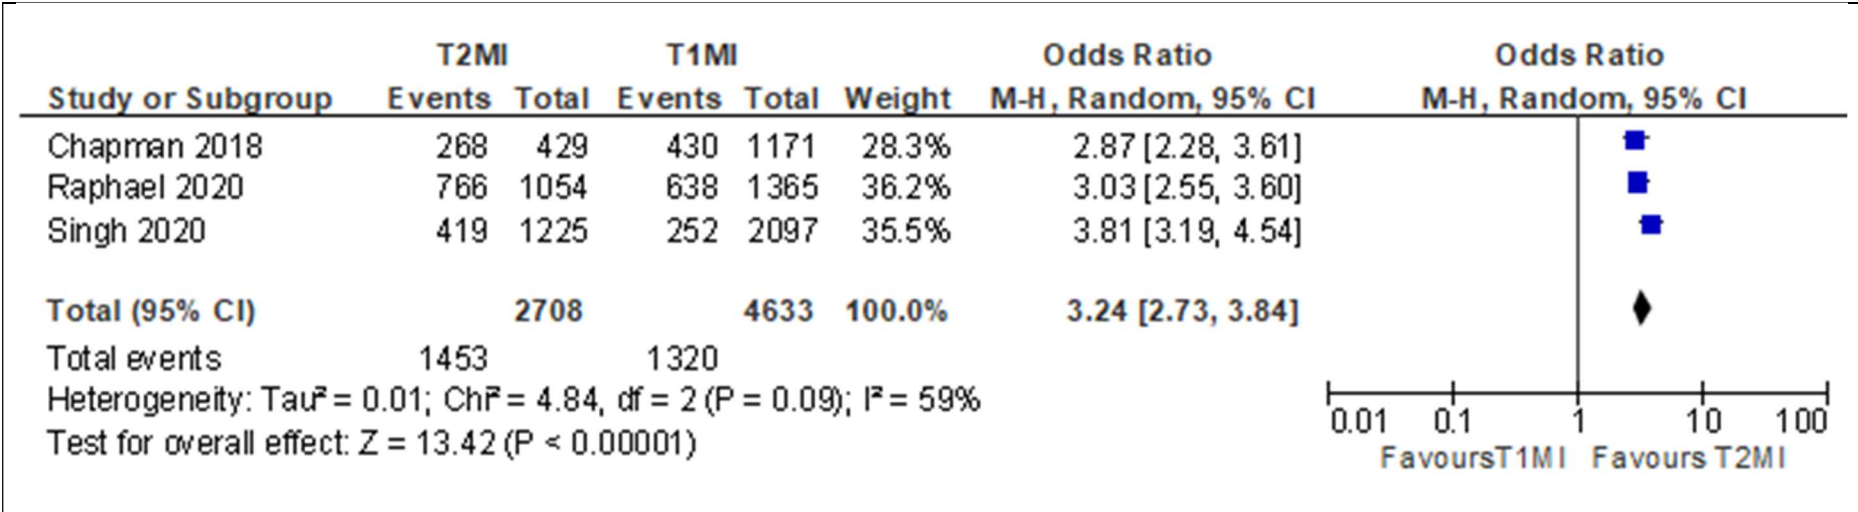 T2MI T1MI Odds Ratio Odds Ratio
Study or Subgroup Events Total Events Total Weight M-H, Random, 95% CI M-H, Random, 95% CI
Chapman 2018 268 429 430 1171 28.3% 2.87 [2.28, 3.61]
Raphael 2020 766 1054 638 1365 36.2% 3.03 [2.55, 3.60]
Singh 2020 419 1225 252 2097 35.5% 3.81 [3.19, 4.54]
Total (95% CI) 2708 4633 100.0% 3.24 [2.73, 3.84]
Total events 1453 1320
Heterogeneity: Tau² = 0.01; Chi² = 4.84, df = 2 (P = 0.09); I² = 59%
Test for overall effect: Z = 13.42 (P < 0.00001)
0.01 0.1 1 10 100
FavoursT1MI Favours T2MI